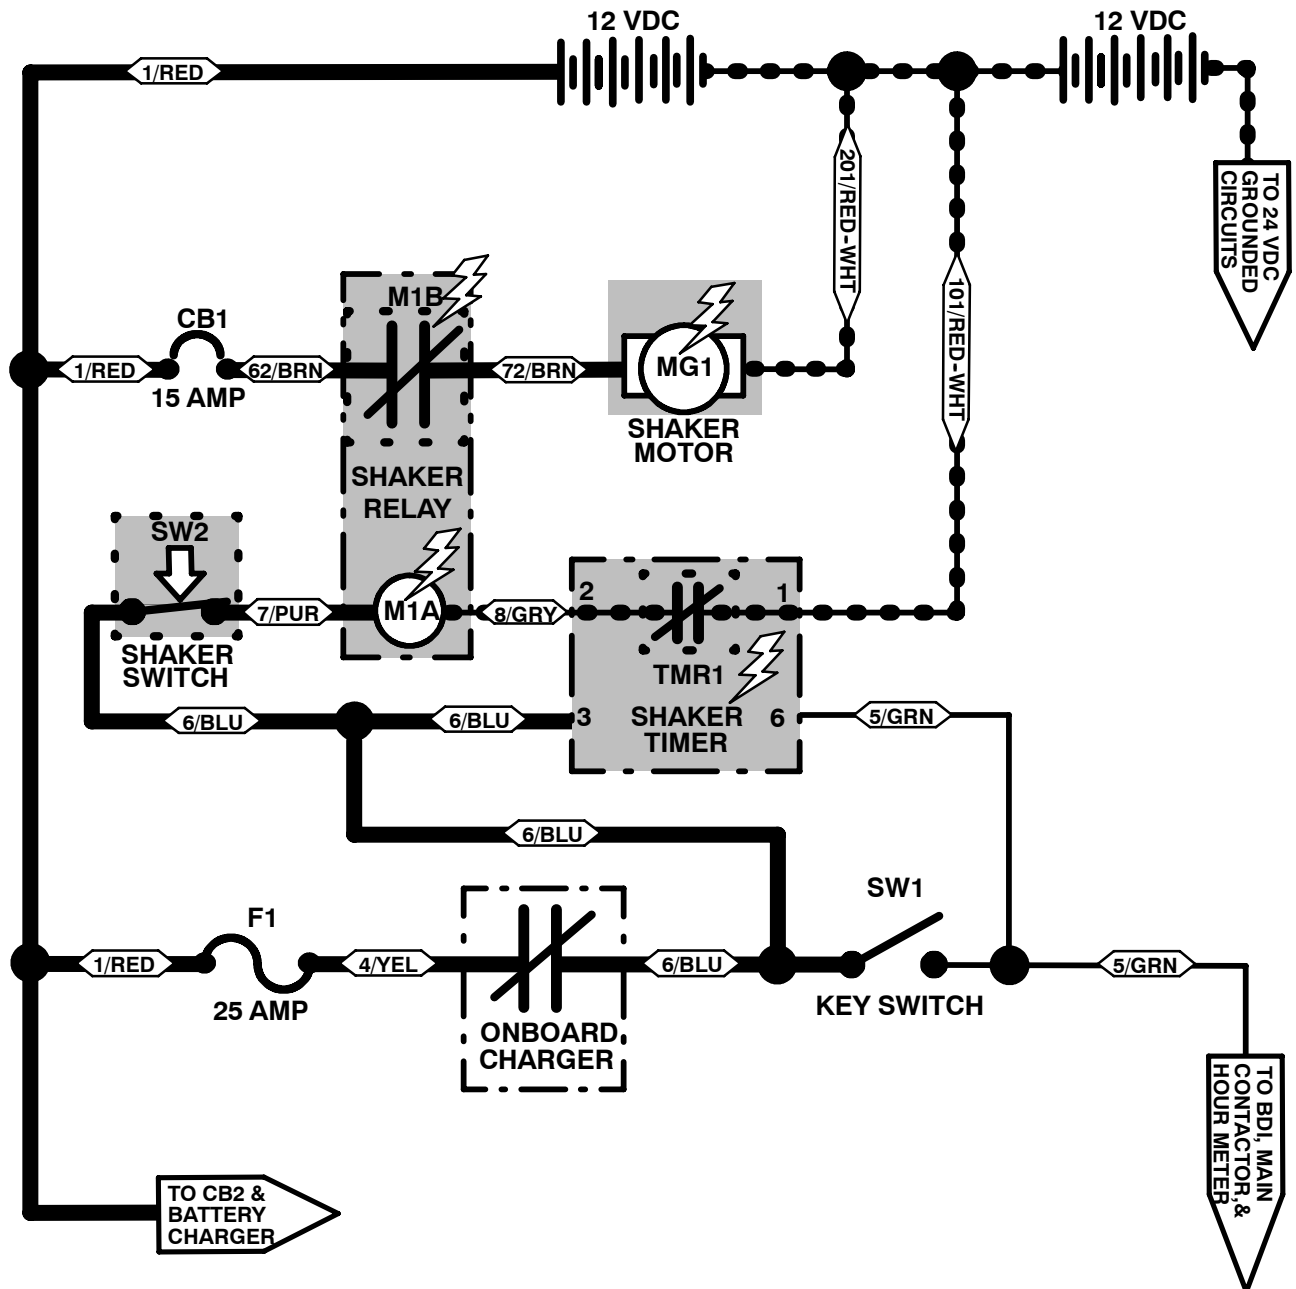 12 VDC
12 VDC
1/RED
201/RED-WHT
TO 24 VDC
GROUNDED
CIRCUITS
101/RED-WHT
M1B
CB1
1/RED
62/BRN
72/BRN
MG1
15 AMP
SHAKER
MOTOR
SHAKER
RELAY
SW2
2
1
7/PUR
M1A
8/GRY
SHAKER
SWITCH
TMR1
6/BLU
6/BLU
3
SHAKER
TIMER
6
5/GRN
6/BLU
SW1
F1
1/RED
4/YEL
6/BLU
5/GRN
25 AMP
KEY SWITCH
ONBOARD
CHARGER
TO BDI, MAIN
CONTACTOR,&
HOUR METER
TO CB2 &
BATTERY
CHARGER